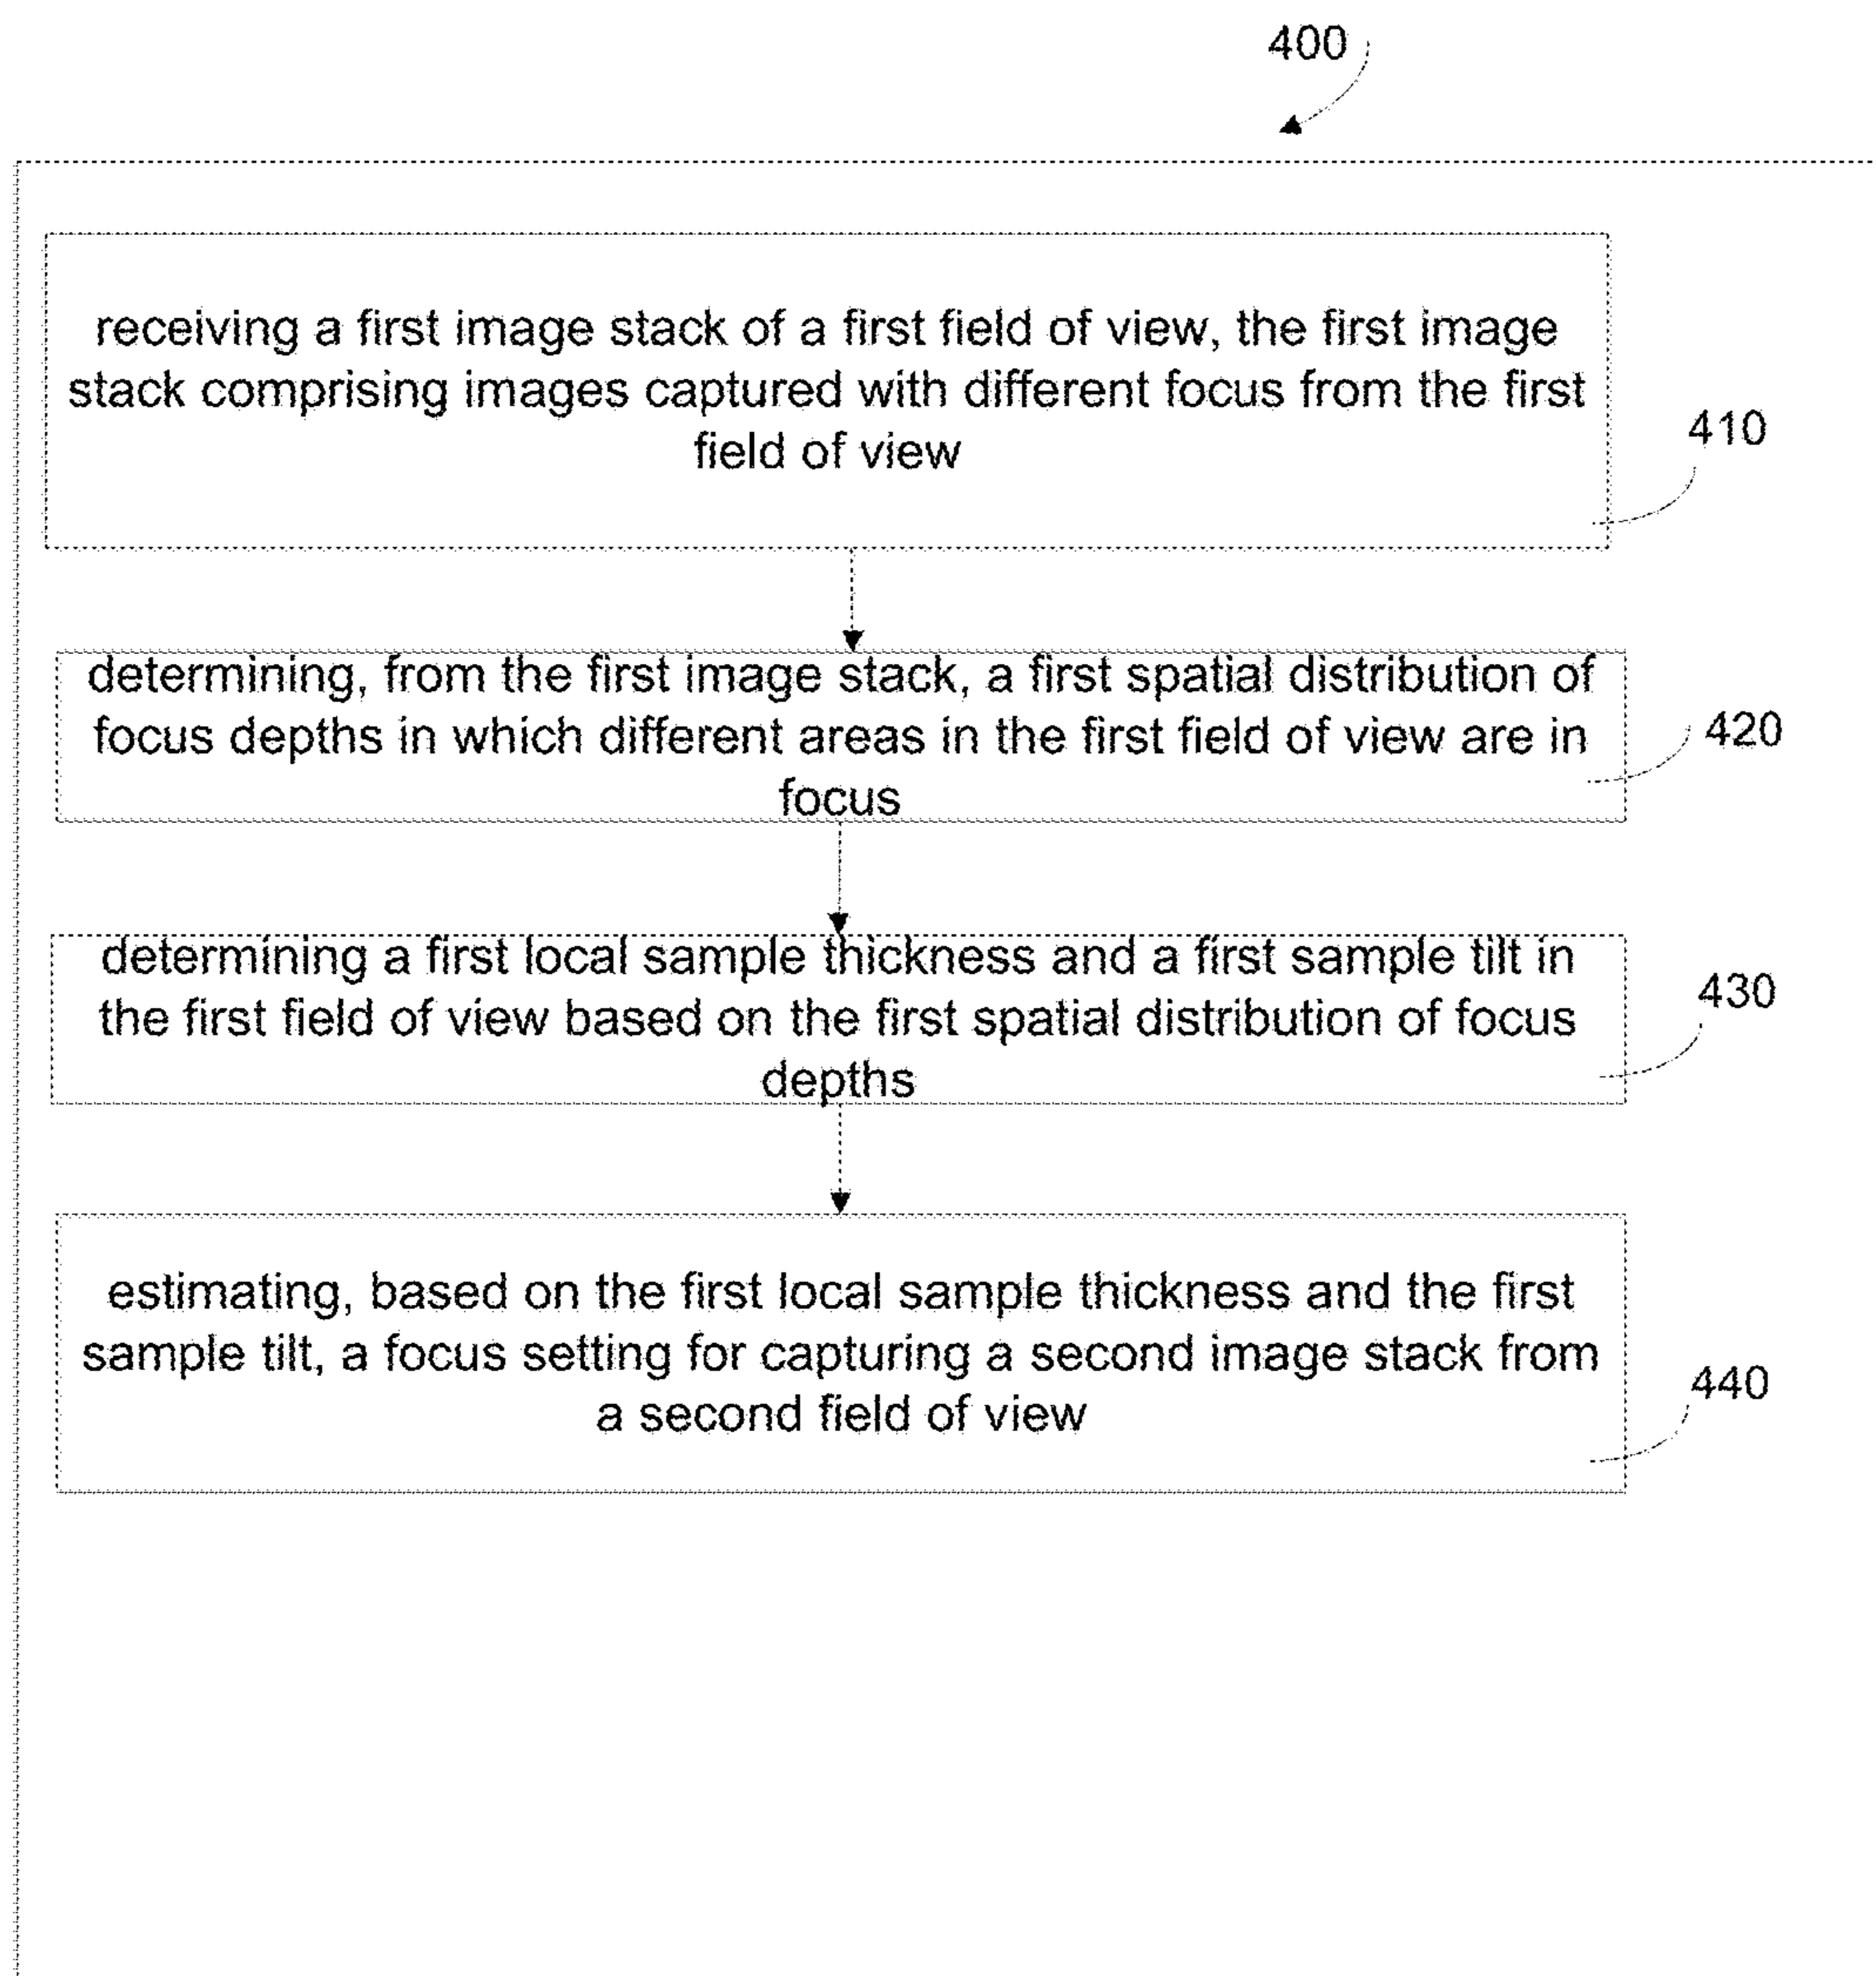 400
receiving a first image stack of a first field of view, the first image
stack comprising images captured with different focus from the first
field of view
410
determining, from the first image stack, a first spatial distribution of
focus depths in which different areas in the first field of view are in
focus
420
determining a first local sample thickness and a first sample tilt in
the first field of view based on the first spatial distribution of focus
depths
430
estimating, based on the first local sample thickness and the first
sample tilt, a focus setting for capturing a second image stack from
a second field of view
440